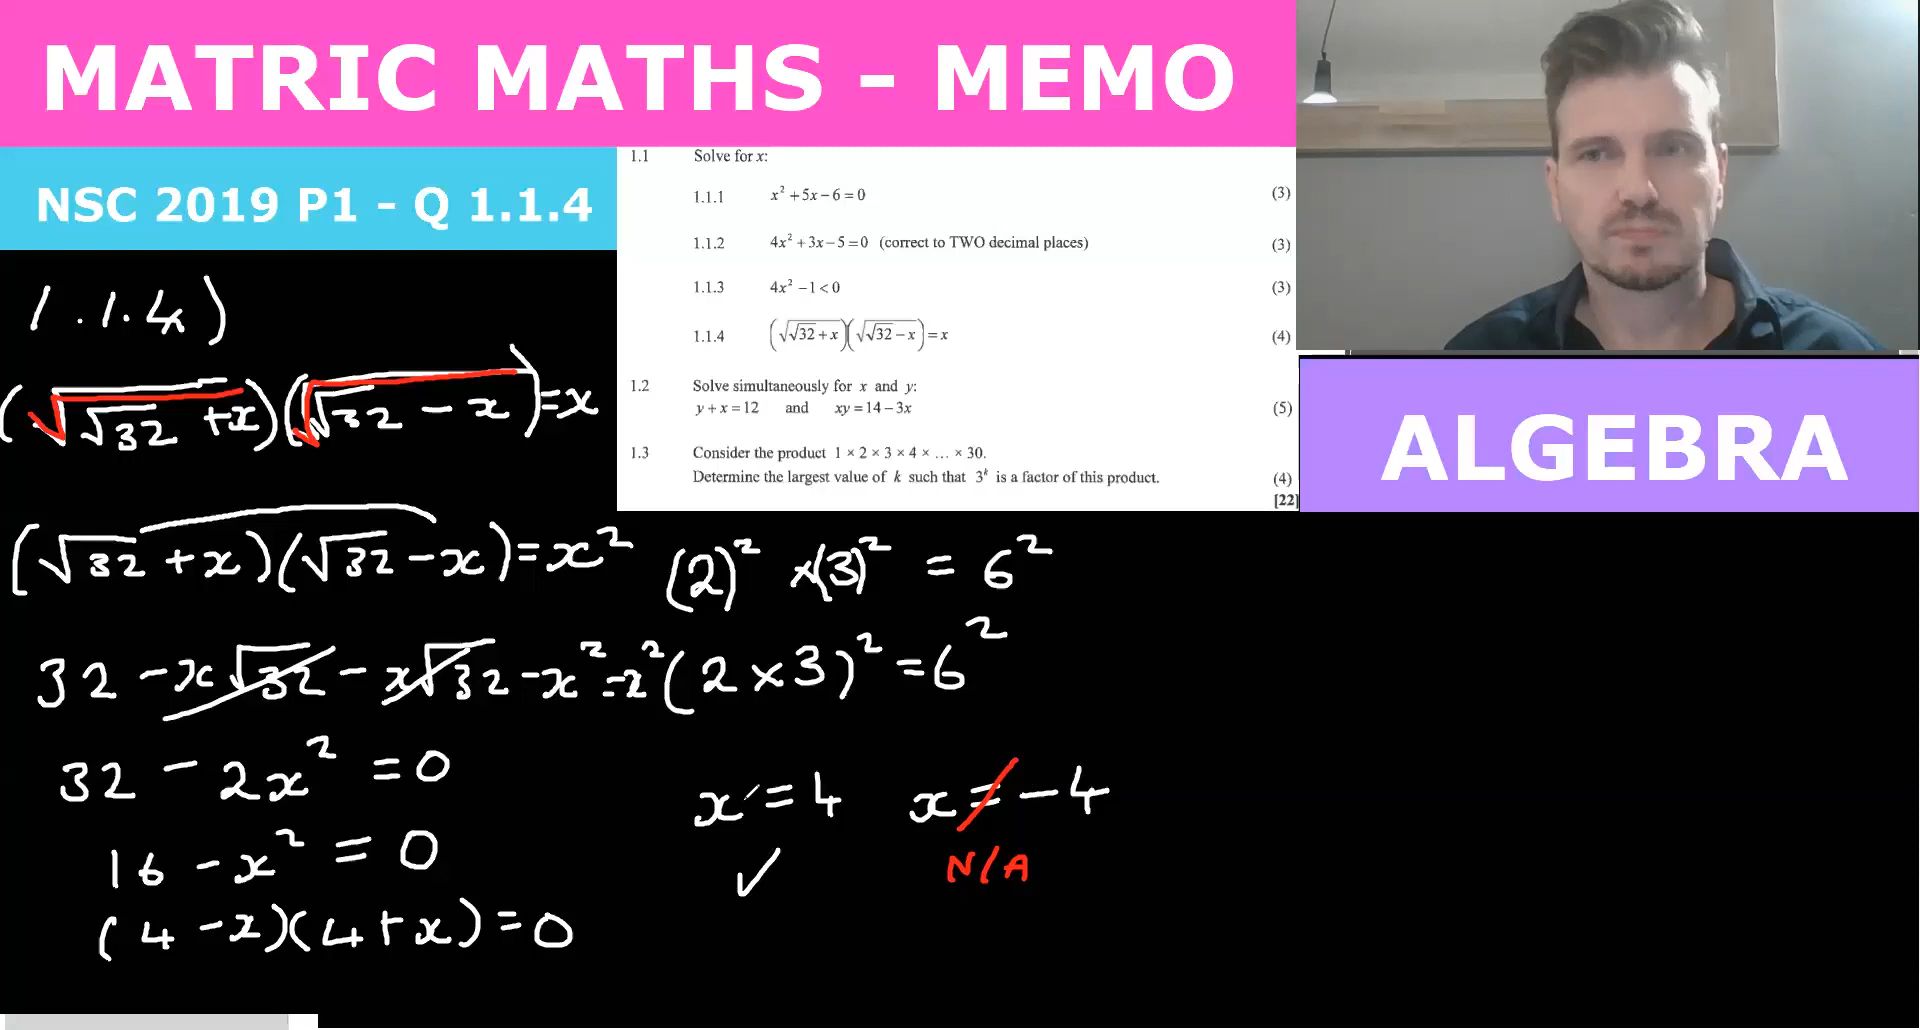 MATRIC MATHS - MEMO
NSC 2019 P1 - Q 1.1.4
1.1 Solve for x:
1.1.1 x² + 5x − 6 = 0 (3)
1.1.2 4x² + 3x − 5 = 0 (correct to TWO decimal places) (3)
1.1.3 4x² − 1 < 0 (3)
1.1.4 (√(√32 + x))(√(√32 − x)) = x (4)
1.2 Solve simultaneously for x and y:
y + x = 12 and xy = 14 − 3x (5)
1.3 Consider the product 1 × 2 × 3 × 4 × ... × 30.
Determine the largest value of k such that 3ᵏ is a factor of this product. (4)
[22]
ALGEBRA
1.1.4)
(√(√32 + x))(√(√32 − x)) = x
(√32 + x)(√32 − x) = x²
32 − x√32 − x√32 − x² = x²
32 − 2x² = 0
16 − x² = 0
(4 − x)(4 + x) = 0
(2)² × (3)² = 6²
(2 × 3)² = 6²
x = 4 x = −4
✓ N/A